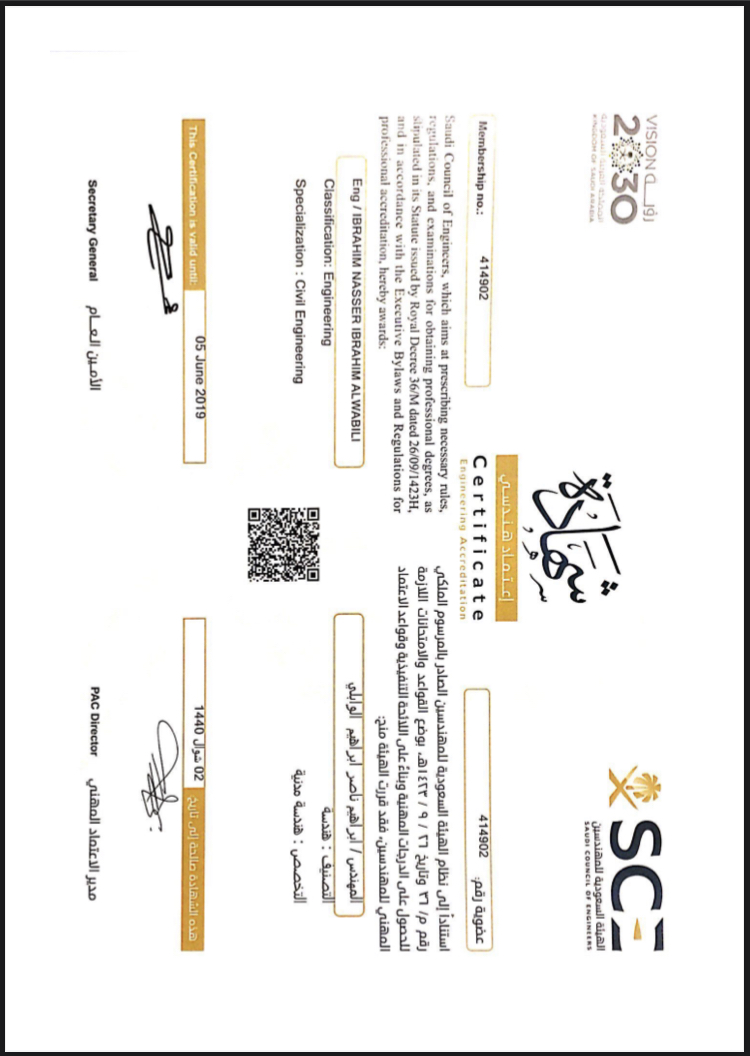 VISION رؤيــة
2030
المملكة العربية السعودية
KINGDOM OF SAUDI ARABIA
SCE
الهيئة السعودية للمهندسين
SAUDI COUNCIL OF ENGINEERS
شهادة
إعـتـمـاد هـنـدسـي
Certificate
Engineering Accreditation
Membership no.: 414902
Saudi Council of Engineers, which aims at prescribing necessary rules,
regulations, and examinations for obtaining professional degrees, as
stipulated in its Statute issued by Royal Decree 36/M dated 26/09/1423H,
and in accordance with the Executive Bylaws and Regulations for
professional accreditation, hereby awards:
Eng / IBRAHIM NASSER IBRAHIM ALWABILI
Classification: Engineering
Specialization : Civil Engineering
This Certification is valid until: 05 June 2019
Secretary General الأمـيـن الـعـام
عضوية رقم: 414902
استناداً إلى نظام الهيئة السعودية للمهندسين الصادر بالمرسوم الملكي
رقم م/ ٣٦ وتاريخ ٢٦ / ٩ / ١٤٢٣هـ، بوضع القواعد والامتحانات اللازمة
للحصول على الدرجات المهنية وبناءً على اللائحة التنفيذية وقواعد الاعتماد
المهني للمهندسين، فقد قررت الهيئة منح:
المهندس / ابراهيم ناصر ابراهيم الوابلي
التصنيف : هندسة
التخصص : هندسة مدنية
هذه الشهادة صالحة إلى تاريخ 02 شوال 1440
PAC Director مدير الاعتماد المهني